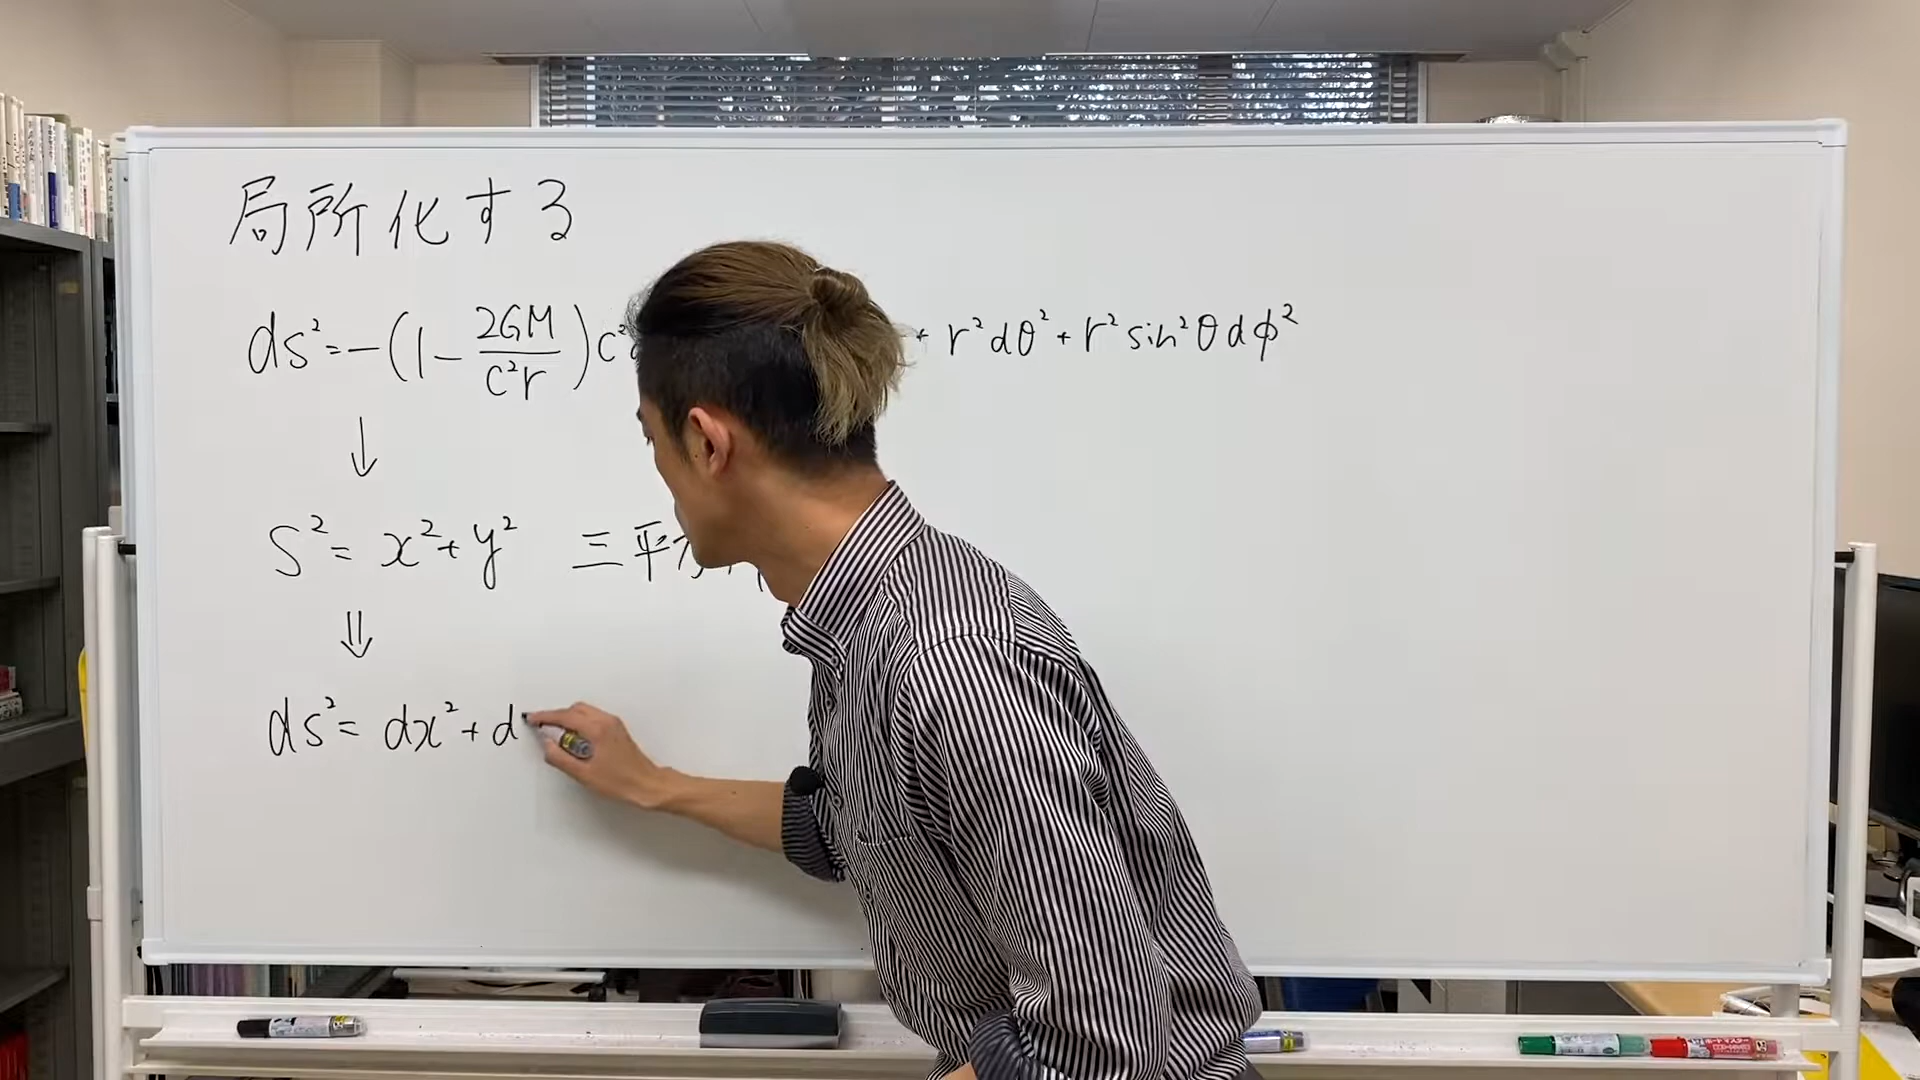 局所化する
ds²=-(1-2GM/c²r)c² + r²dθ²+r²sin²θdφ²
↓
S²=x²+y² 三平方
⇓
ds²=dx²+d